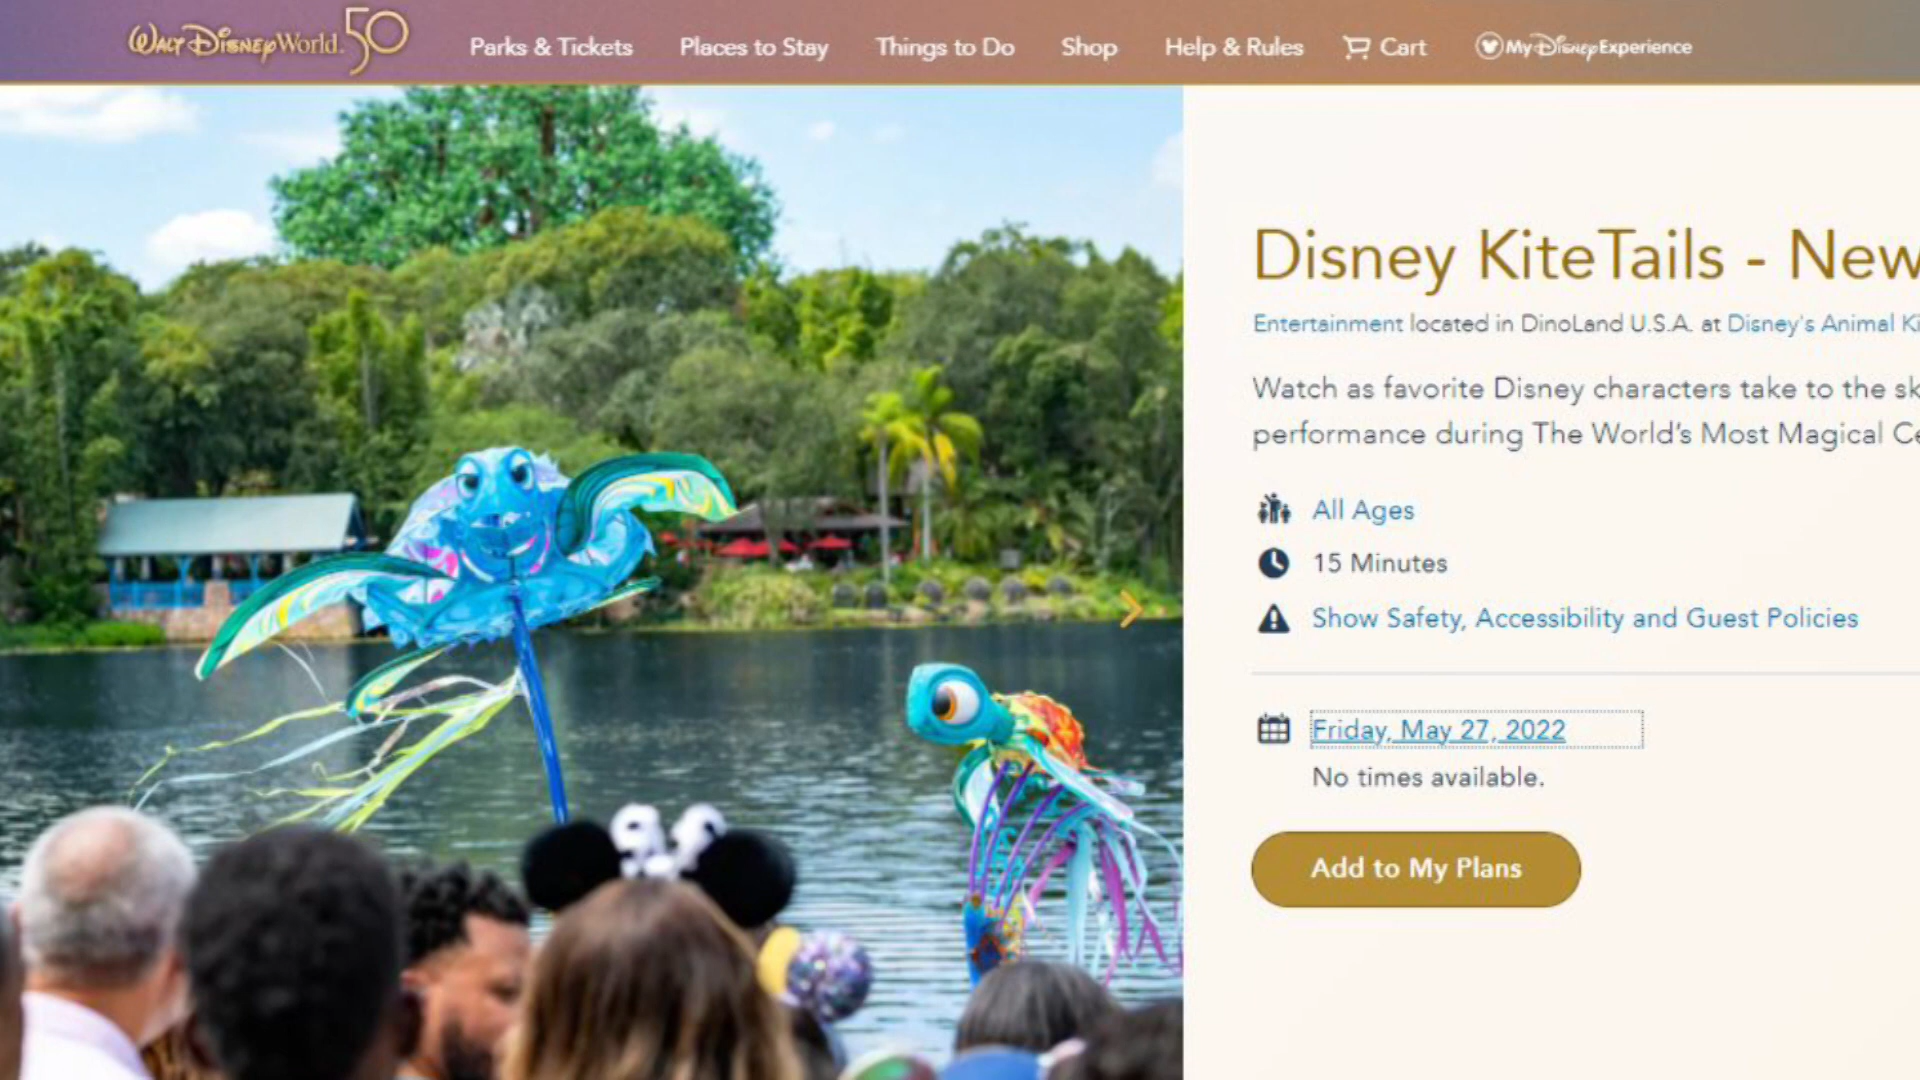 Walt Disney World 50
Parks & Tickets
Places to Stay
Things to Do
Shop
Help & Rules
Cart
My Disney Experience
Disney KiteTails - New
Entertainment located in DinoLand U.S.A. at Disney's Animal Ki
Watch as favorite Disney characters take to the sk
performance during The World's Most Magical Ce
All Ages
15 Minutes
Show Safety, Accessibility and Guest Policies
Friday, May 27, 2022
No times available.
Add to My Plans